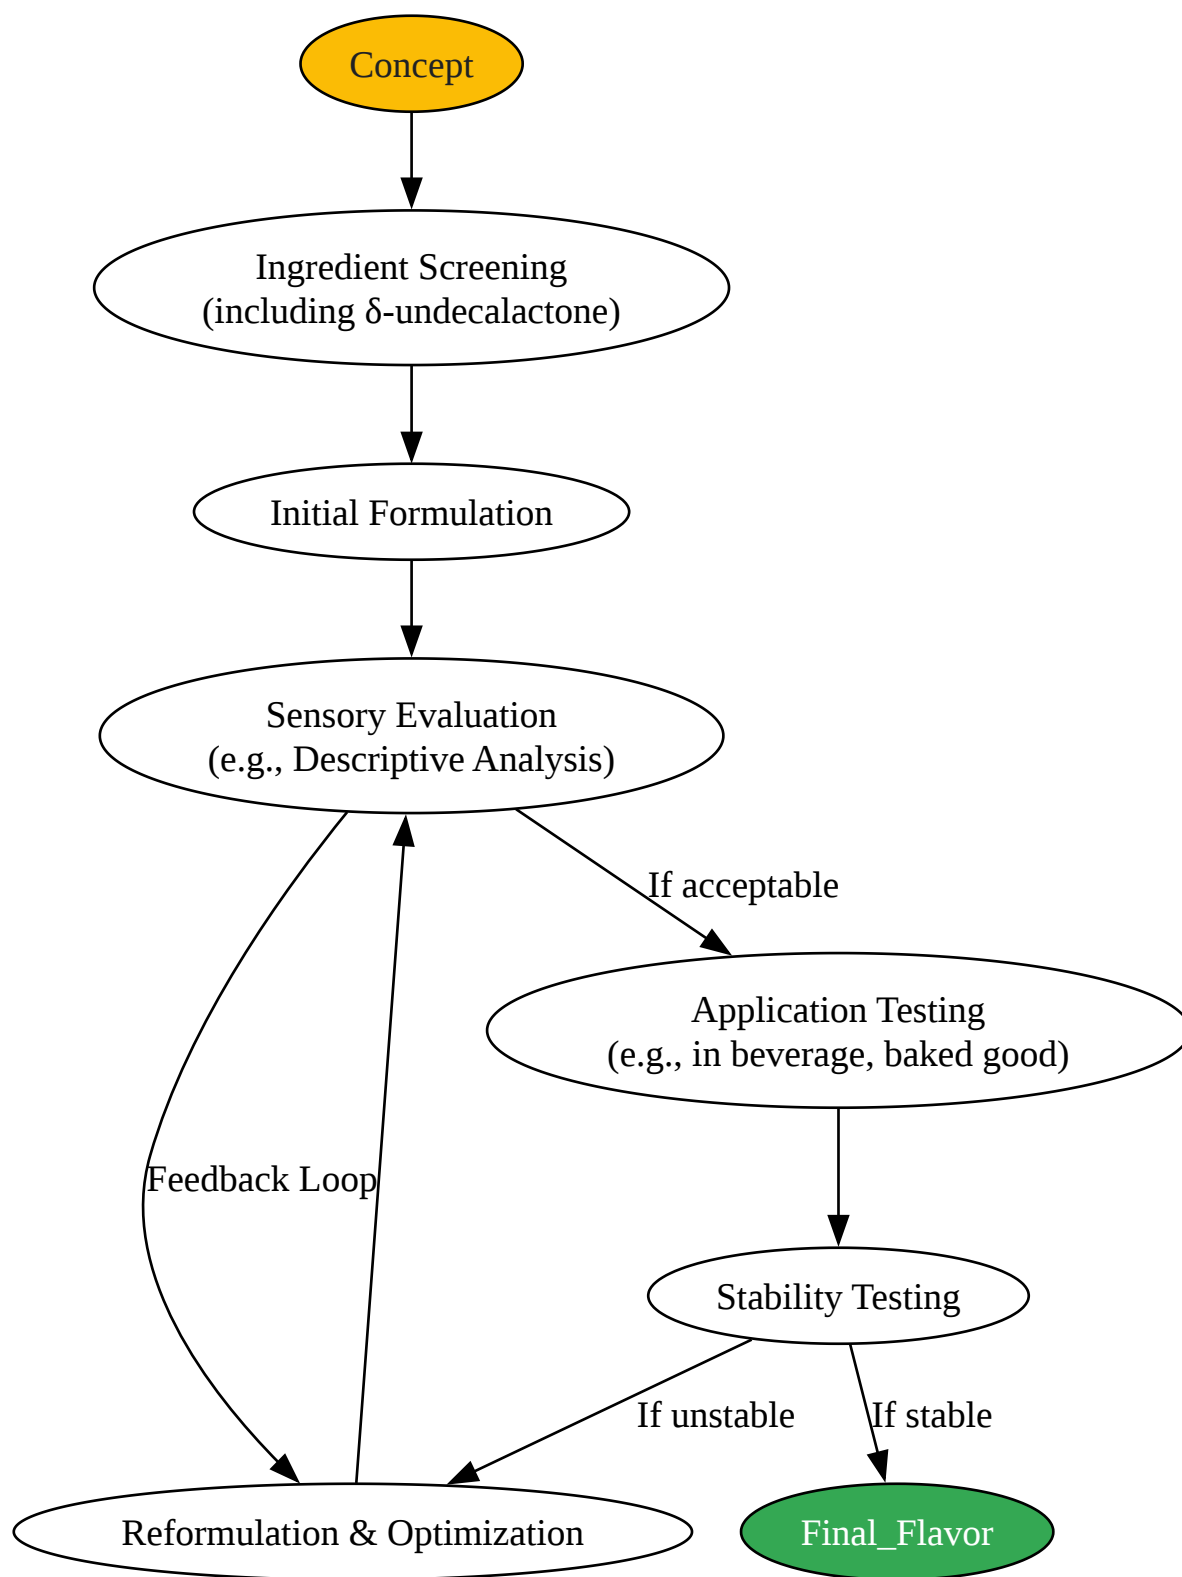 Concept
Ingredient Screening
(including δ-undecalactone)
Initial Formulation
Sensory Evaluation
(e.g., Descriptive Analysis)
If acceptable
Application Testing
(e.g., in beverage, baked good)
Feedback Loop
Stability Testing
If unstable
If stable
Reformulation & Optimization
Final_Flavor